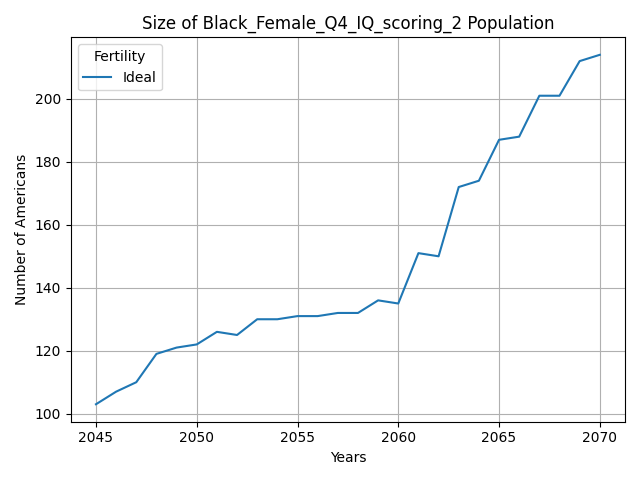 Size of Black_Female_Q4_IQ_scoring_2 Population
Fertility
Ideal
Number of Americans
200
180
160
140
120
100
2045 2050 2055 2060 2065 2070
Years